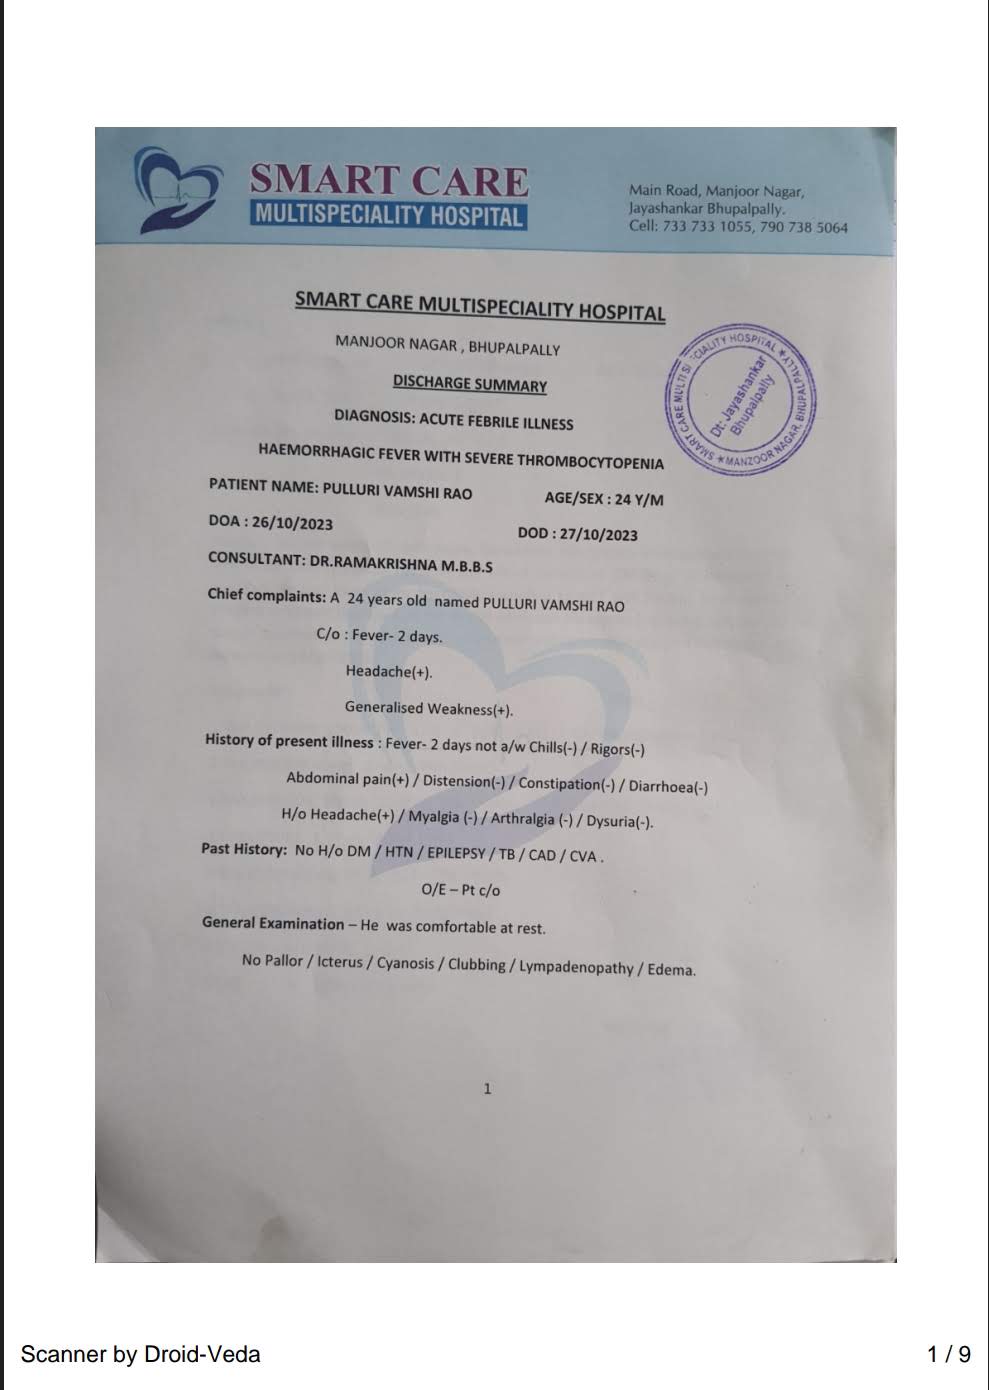 SMART CARE
MULTISPECIALITY HOSPITAL
Main Road, Manjoor Nagar,
Jayashankar Bhupalpally.
Cell: 733 733 1055, 790 738 5064
SMART CARE MULTISPECIALITY HOSPITAL
MANJOOR NAGAR , BHUPALPALLY
SMART CARE MULTI SPECIALITY HOSPITAL ★ MANZOOR NAGAR, BHUPALPALLY ★
Dt: Jayashankar
Bhupalpally
DISCHARGE SUMMARY
DIAGNOSIS: ACUTE FEBRILE ILLNESS
HAEMORRHAGIC FEVER WITH SEVERE THROMBOCYTOPENIA
PATIENT NAME: PULLURI VAMSHI RAO AGE/SEX : 24 Y/M
DOA : 26/10/2023 DOD : 27/10/2023
CONSULTANT: DR.RAMAKRISHNA M.B.B.S
Chief complaints: A 24 years old named PULLURI VAMSHI RAO
C/o : Fever- 2 days.
Headache(+).
Generalised Weakness(+).
History of present illness : Fever- 2 days not a/w Chills(-) / Rigors(-)
Abdominal pain(+) / Distension(-) / Constipation(-) / Diarrhoea(-)
H/o Headache(+) / Myalgia (-) / Arthralgia (-) / Dysuria(-).
Past History: No H/o DM / HTN / EPILEPSY / TB / CAD / CVA .
O/E – Pt c/o
General Examination – He was comfortable at rest.
No Pallor / Icterus / Cyanosis / Clubbing / Lympadenopathy / Edema.
1
Scanner by Droid-Veda 1 / 9